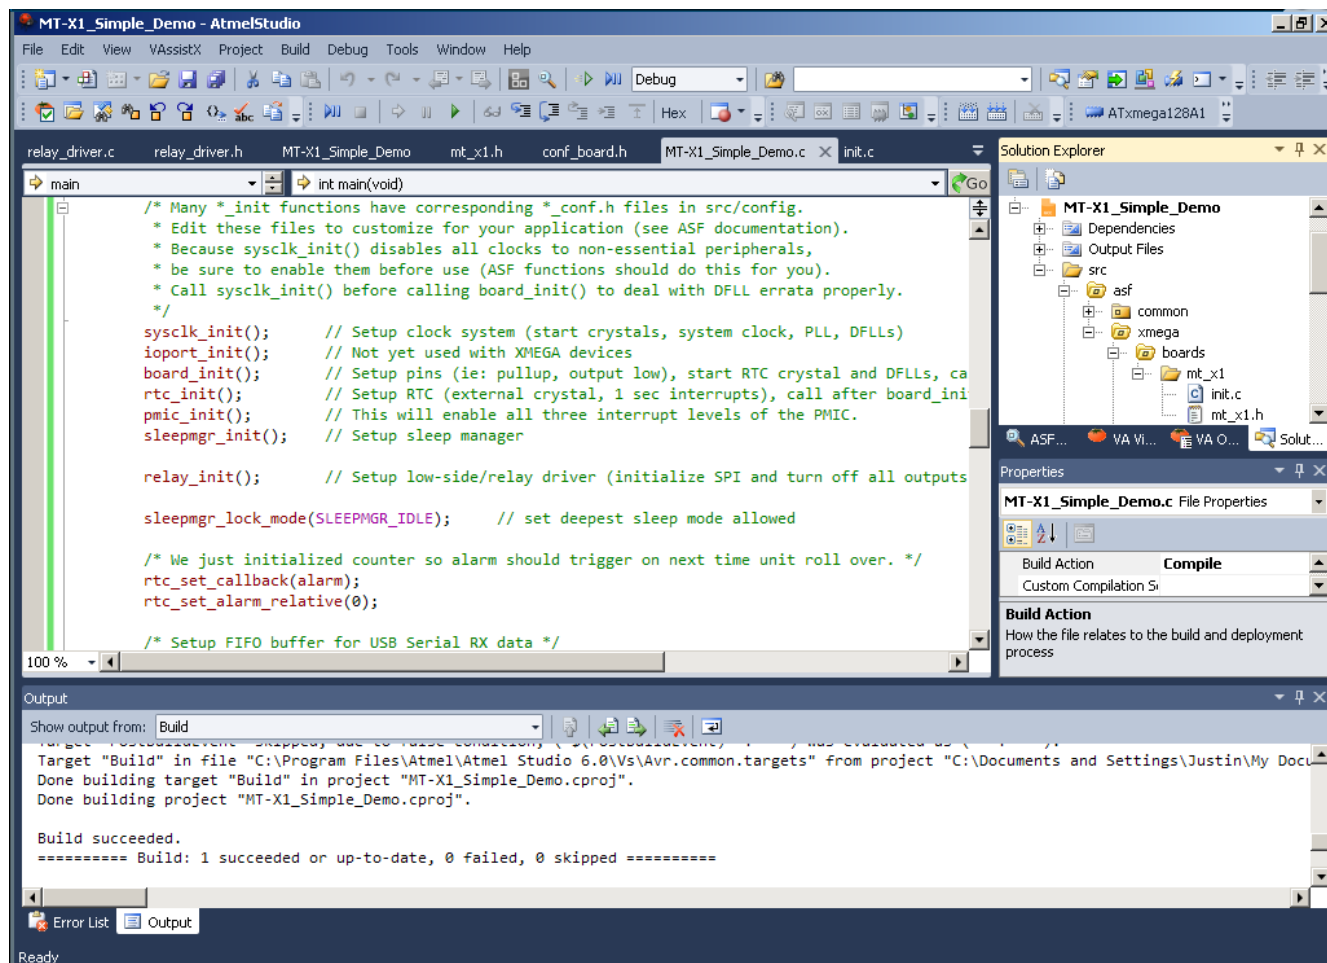 MT-X1_Simple_Demo - AtmelStudio
File Edit View VAssistX Project Build Debug Tools Window Help
Debug
Hex ATxmega128A1
relay_driver.c relay_driver.h MT-X1_Simple_Demo mt_x1.h conf_board.h MT-X1_Simple_Demo.c init.c
main int main(void) Go
/* Many *_init functions have corresponding *_conf.h files in src/config.
* Edit these files to customize for your application (see ASF documentation).
* Because sysclk_init() disables all clocks to non-essential peripherals,
* be sure to enable them before use (ASF functions should do this for you).
* Call sysclk_init() before calling board_init() to deal with DFLL errata properly.
*/
sysclk_init(); // Setup clock system (start crystals, system clock, PLL, DFLLs)
ioport_init(); // Not yet used with XMEGA devices
board_init(); // Setup pins (ie: pullup, output low), start RTC crystal and DFLLs, ca
rtc_init(); // Setup RTC (external crystal, 1 sec interrupts), call after board_ini
pmic_init(); // This will enable all three interrupt levels of the PMIC.
sleepmgr_init(); // Setup sleep manager
relay_init(); // Setup low-side/relay driver (initialize SPI and turn off all outputs
sleepmgr_lock_mode(SLEEPMGR_IDLE); // set deepest sleep mode allowed
/* We just initialized counter so alarm should trigger on next time unit roll over. */
rtc_set_callback(alarm);
rtc_set_alarm_relative(0);
/* Setup FIFO buffer for USB Serial RX data */
100 %
Solution Explorer
MT-X1_Simple_Demo
Dependencies
Output Files
src
asf
common
xmega
boards
mt_x1
init.c
mt_x1.h
ASF... VA Vi... VA O... Solut...
Properties
MT-X1_Simple_Demo.c File Properties
Build Action Compile
Custom Compilation S
Build Action
How the file relates to the build and deployment
process
Output
Show output from: Build
Target "PostBuildEvent" skipped, due to false condition; ( '$(PostBuildEvent)' != '' ) was evaluated as ( '' != '' ).
Target "Build" in file "C:\Program Files\Atmel\Atmel Studio 6.0\Vs\Avr.common.targets" from project "C:\Documents and Settings\Justin\My Docu
Done building target "Build" in project "MT-X1_Simple_Demo.cproj".
Done building project "MT-X1_Simple_Demo.cproj".
Build succeeded.
========== Build: 1 succeeded or up-to-date, 0 failed, 0 skipped ==========
Error List Output
Ready